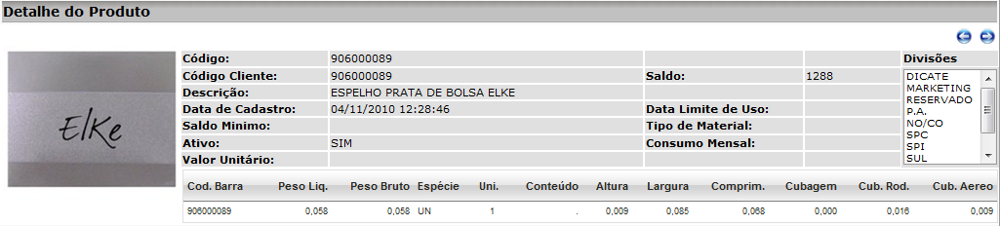 Detalhe do Produto
Elke
Código: 906000089 Divisões
Código Cliente: 906000089 Saldo: 1288
Descrição: ESPELHO PRATA DE BOLSA ELKE
Data de Cadastro: 04/11/2010 12:28:46 Data Limite de Uso:
Saldo Minimo: Tipo de Material:
Ativo: SIM Consumo Mensal:
Valor Unitário:
DICATE
MARKETING
RESERVADO
P.A.
NO/CO
SPC
SPI
SUL
Cod. Barra Peso Liq. Peso Bruto Espécie Uni. Conteúdo Altura Largura Comprim. Cubagem Cub. Rod. Cub. Aereo
906000089 0,058 0,058 UN 1 . 0,009 0,085 0,068 0,000 0,016 0,009